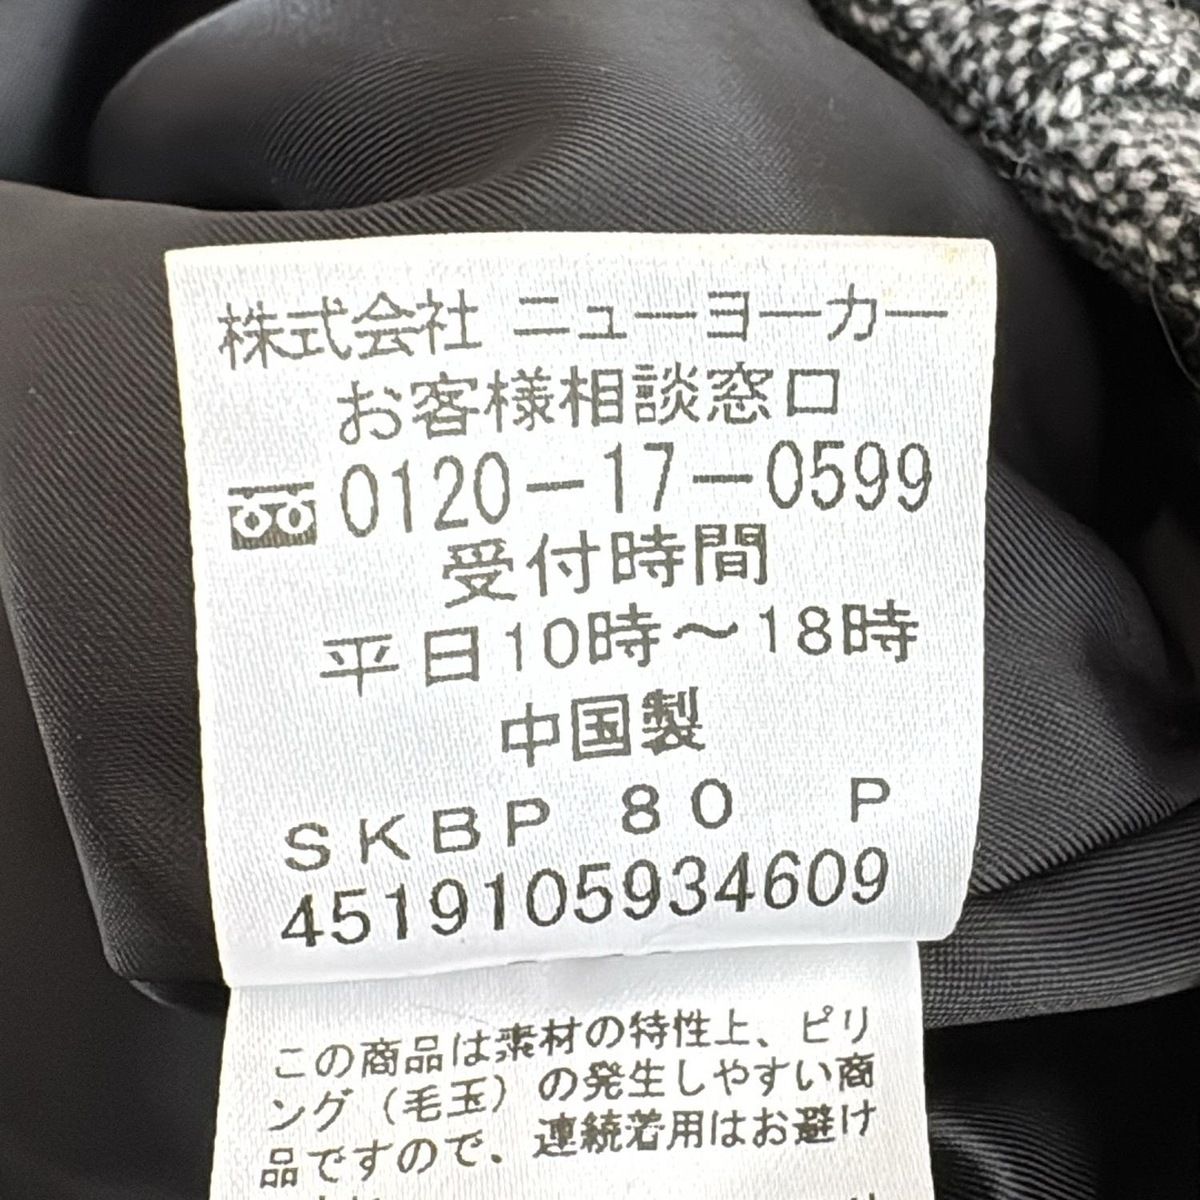 株式会社 ニューヨーカー
お客様相談窓口
0120-17-0599
受付時間
平日10時～18時
中国製
SKBP 80 P
4519105934609
この商品は素材の特性上、ピリ
ング（毛玉）の発生しやすい商
品ですので、連続着用はお避け